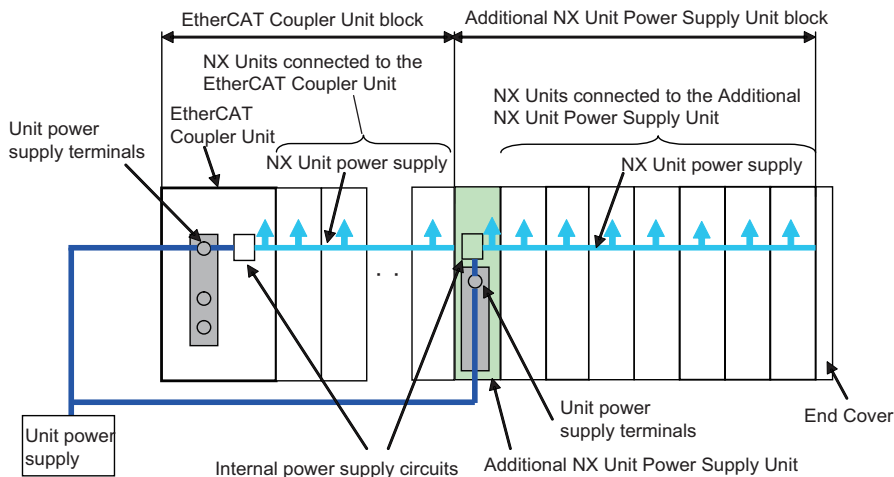 EtherCAT Coupler Unit block
Additional NX Unit Power Supply Unit block
NX Units connected to the
EtherCAT Coupler Unit
NX Units connected to the Additional
NX Unit Power Supply Unit
EtherCAT
Coupler Unit
Unit power
supply terminals
NX Unit power supply
NX Unit power supply
. .
Unit power
supply
Internal power supply circuits
Unit power
supply terminals
Additional NX Unit Power Supply Unit
End Cover